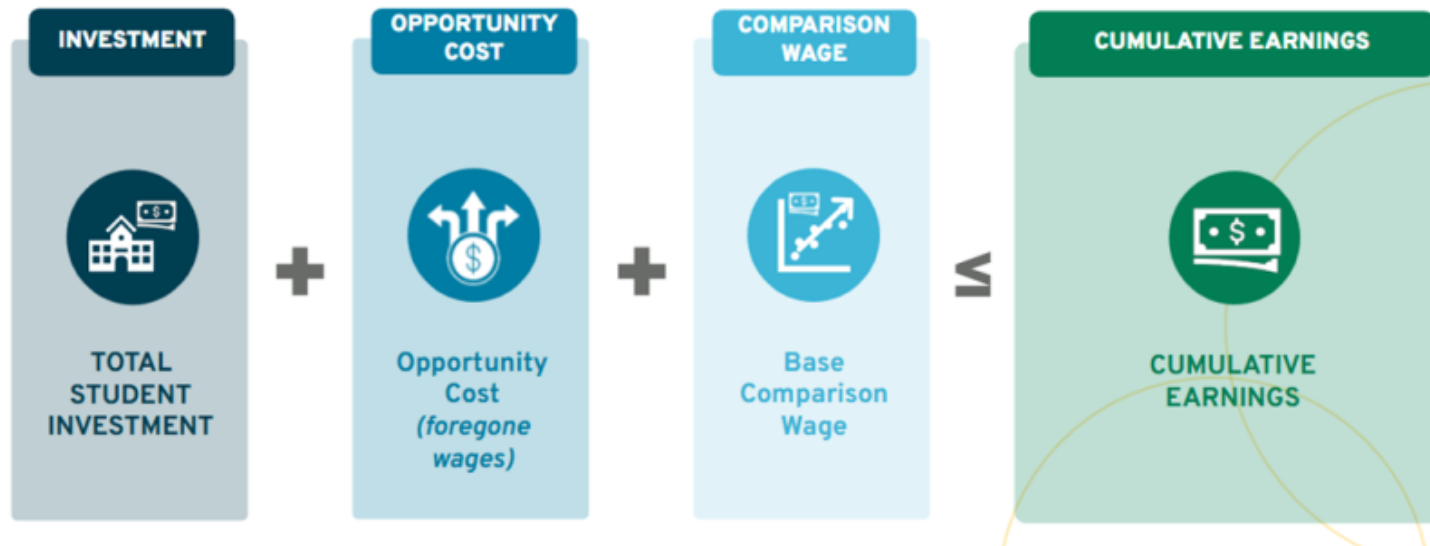 INVESTMENT
OPPORTUNITY
COST
COMPARISON
WAGE
CUMULATIVE EARNINGS
$
$
$
$
+
+
≤
TOTAL
STUDENT
INVESTMENT
Opportunity
Cost
(foregone
wages)
Base
Comparison
Wage
CUMULATIVE
EARNINGS